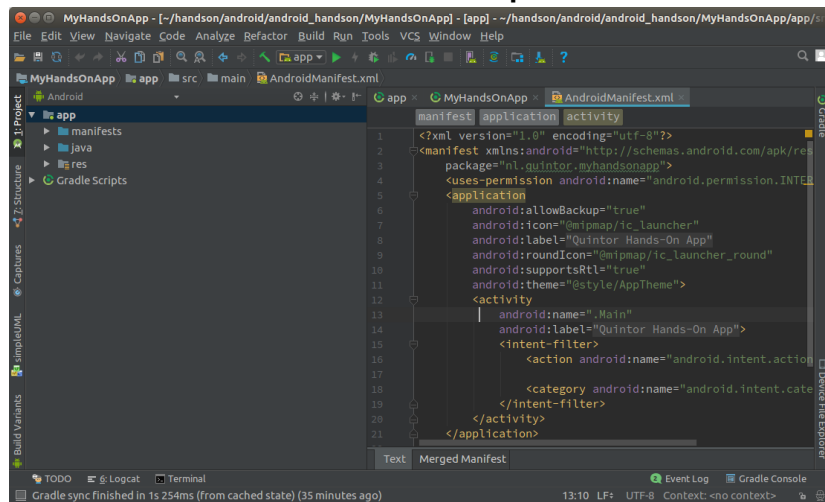 MyHandsOnApp - [~/handson/android/android_handson/MyHandsOnApp] - [app] - ~/handson/android/android_handson/MyHandsOnApp/app/sr
File Edit View Navigate Code Analyze Refactor Build Run Tools VCS Window Help
app
MyHandsOnApp app src main AndroidManifest.xml
Android
app
manifests
java
res
Gradle Scripts
1: Project
7: Structure
Captures
simpleUML
Build Variants
app MyHandsOnApp AndroidManifest.xml
manifest application activity
1 <?xml version="1.0" encoding="utf-8"?>
2 <manifest xmlns:android="http://schemas.android.com/apk/res
3 package="nl.quintor.myhandsonapp">
4 <uses-permission android:name="android.permission.INTER
5 <application
6 android:allowBackup="true"
7 android:icon="@mipmap/ic_launcher"
8 android:label="Quintor Hands-On App"
9 android:roundIcon="@mipmap/ic_launcher_round"
10 android:supportsRtl="true"
11 android:theme="@style/AppTheme">
12 <activity
13 android:name=".Main"
14 android:label="Quintor Hands-On App">
15 <intent-filter>
16 <action android:name="android.intent.action
17
18 <category android:name="android.intent.cate
19 </intent-filter>
20 </activity>
21 </application>
Text Merged Manifest
Gradle
Device File Explorer
TODO 6: Logcat Terminal
Event Log Gradle Console
Gradle sync finished in 1s 254ms (from cached state) (35 minutes ago)
13:10 LF÷ UTF-8 Context: <no context>